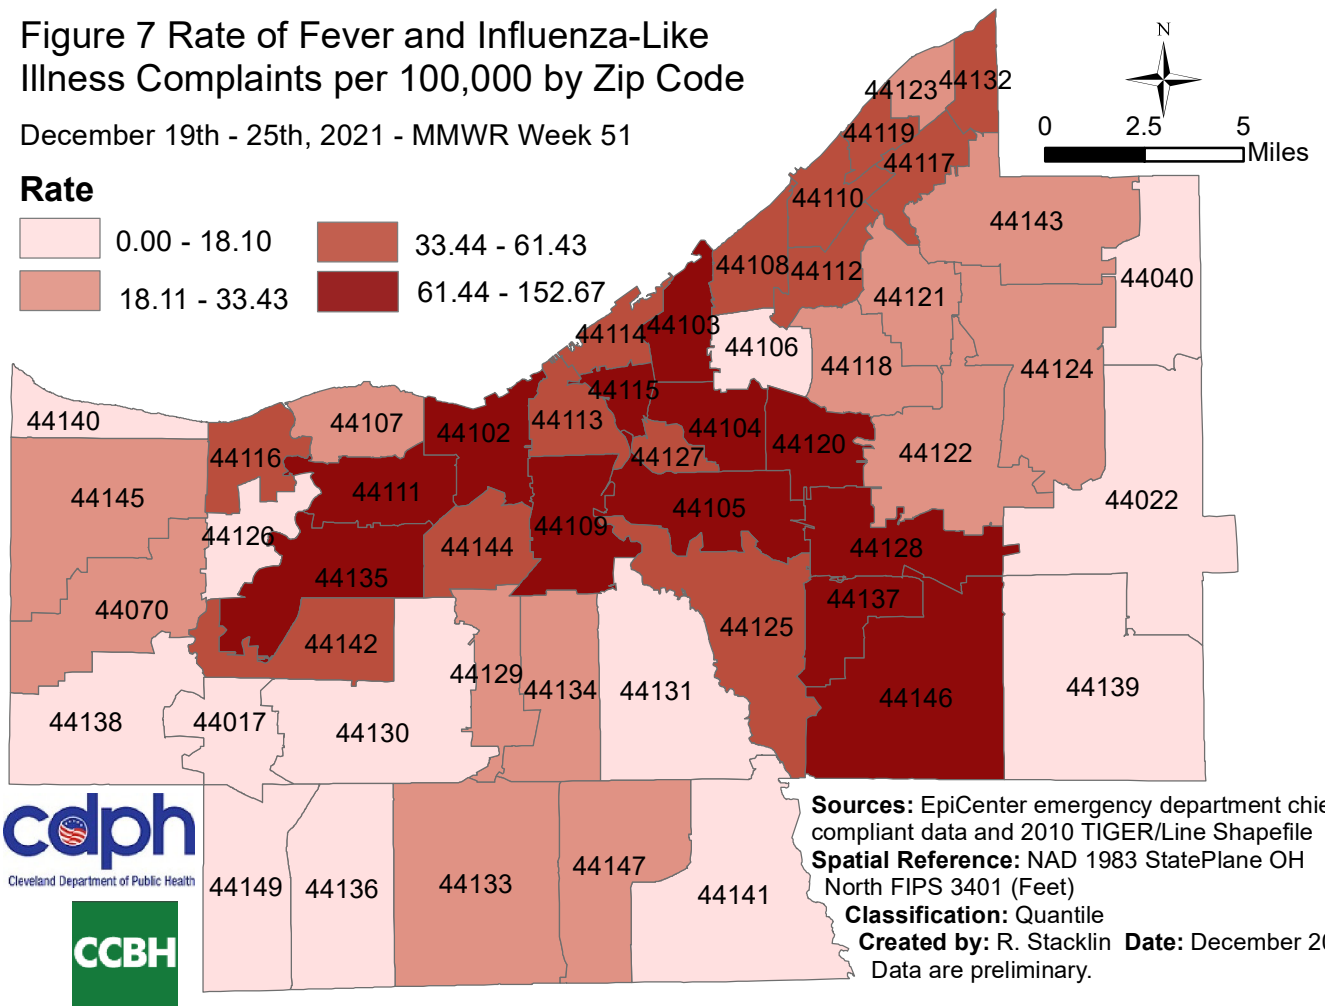 Figure 7 Rate of Fever and Influenza-Like
Illness Complaints per 100,000 by Zip Code
December 19th - 25th, 2021 - MMWR Week 51
Rate
0.00 - 18.10
33.44 - 61.43
18.11 - 33.43
61.44 - 152.67
N
0 2.5 5
Miles
44123
44132
44119
44117
44110
44143
44108
44112
44040
44121
44114
44103
44106
44118
44124
44115
44140
44107
44102
44113
44104
44120
44122
44116
44127
44145
44111
44022
44105
44126
44109
44144
44128
44135
44137
44070
44125
44142
44129
44134
44131
44146
44139
44138
44017
44130
44149
44136
44133
44147
44141
cdph
Cleveland Department of Public Health
CCBH
Sources: EpiCenter emergency department chie
compliant data and 2010 TIGER/Line Shapefile
Spatial Reference: NAD 1983 StatePlane OH
North FIPS 3401 (Feet)
Classification: Quantile
Created by: R. Stacklin Date: December 20
Data are preliminary.